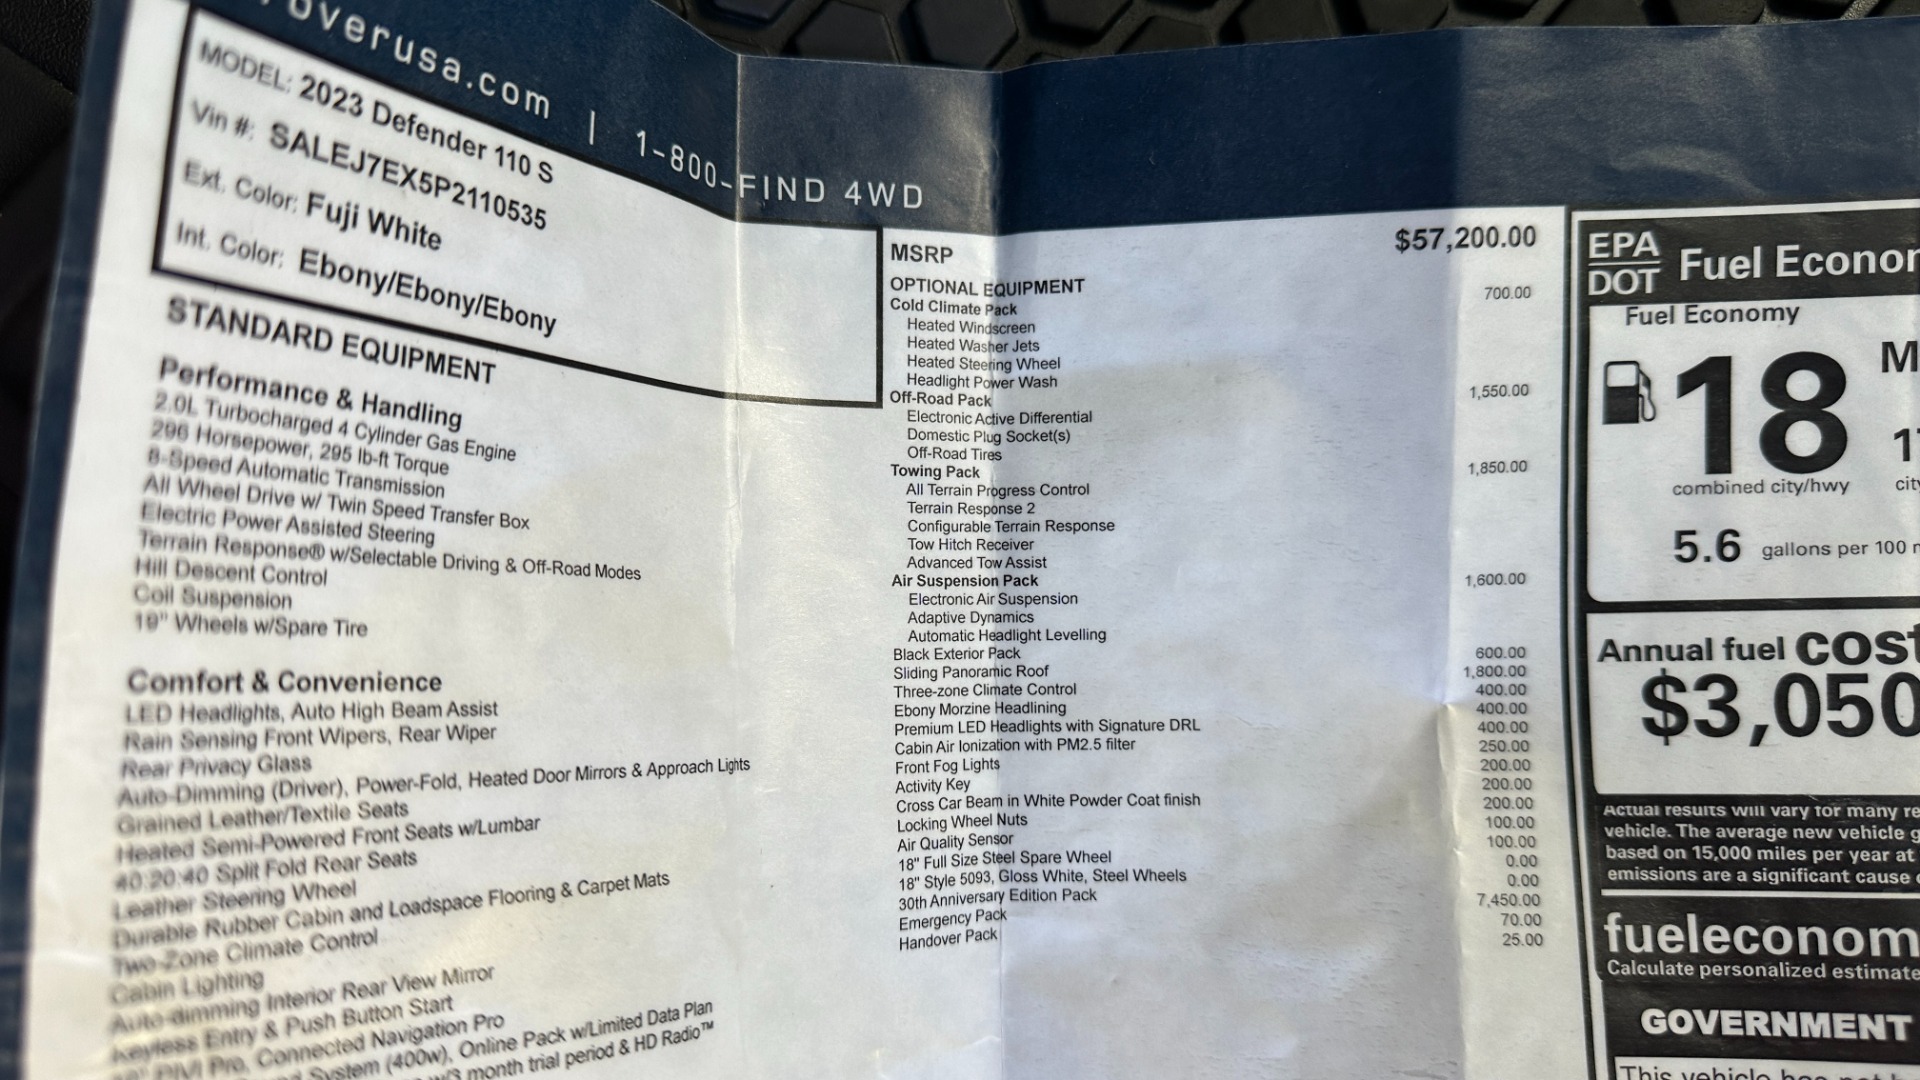 overusa.com | 1-800-FIND 4WD
MODEL: 2023 Defender 110 S
Vin #: SALEJ7EX5P2110535
Ext. Color: Fuji White
Int. Color: Ebony/Ebony/Ebony
STANDARD EQUIPMENT
Performance & Handling
2.0L Turbocharged 4 Cylinder Gas Engine
296 Horsepower, 295 lb-ft Torque
8-Speed Automatic Transmission
All Wheel Drive w/ Twin Speed Transfer Box
Electric Power Assisted Steering
Terrain Response® w/Selectable Driving & Off-Road Modes
Hill Descent Control
Coil Suspension
19" Wheels w/Spare Tire
Comfort & Convenience
LED Headlights, Auto High Beam Assist
Rain Sensing Front Wipers, Rear Wiper
Rear Privacy Glass
Auto-Dimming (Driver), Power-Fold, Heated Door Mirrors & Approach Lights
Grained Leather/Textile Seats
Heated Semi-Powered Front Seats w/Lumbar
40:20:40 Split Fold Rear Seats
Leather Steering Wheel
Durable Rubber Cabin and Loadspace Flooring & Carpet Mats
Two-Zone Climate Control
Cabin Lighting
Auto-dimming Interior Rear View Mirror
Keyless Entry & Push Button Start
PIVI Pro, Connected Navigation Pro
System (400w), Online Pack w/Limited Data Plan
w/3 month trial period & HD Radio™
MSRP $57,200.00
OPTIONAL EQUIPMENT
Cold Climate Pack 700.00
Heated Windscreen
Heated Washer Jets
Heated Steering Wheel
Headlight Power Wash
Off-Road Pack 1,550.00
Electronic Active Differential
Domestic Plug Socket(s)
Off-Road Tires
Towing Pack 1,850.00
All Terrain Progress Control
Terrain Response 2
Configurable Terrain Response
Tow Hitch Receiver
Advanced Tow Assist
Air Suspension Pack 1,600.00
Electronic Air Suspension
Adaptive Dynamics
Automatic Headlight Levelling
Black Exterior Pack 600.00
Sliding Panoramic Roof 1,800.00
Three-zone Climate Control 400.00
Ebony Morzine Headlining 400.00
Premium LED Headlights with Signature DRL 400.00
Cabin Air Ionization with PM2.5 filter 250.00
Front Fog Lights 200.00
Activity Key 200.00
Cross Car Beam in White Powder Coat finish 200.00
Locking Wheel Nuts 100.00
Air Quality Sensor 100.00
18" Full Size Steel Spare Wheel 0.00
18" Style 5093, Gloss White, Steel Wheels 0.00
30th Anniversary Edition Pack 7,450.00
Emergency Pack 70.00
Handover Pack 25.00
EPA
DOT Fuel Econo
Fuel Economy
18 M
17
combined city/hwy city
5.6 gallons per 100
Annual fuel COST
$3,050
Actual results will vary for many re
vehicle. The average new vehicle g
based on 15,000 miles per year at
emissions are a significant cause
fueleconom
Calculate personalized estimate
GOVERNMENT
This vehicle has not